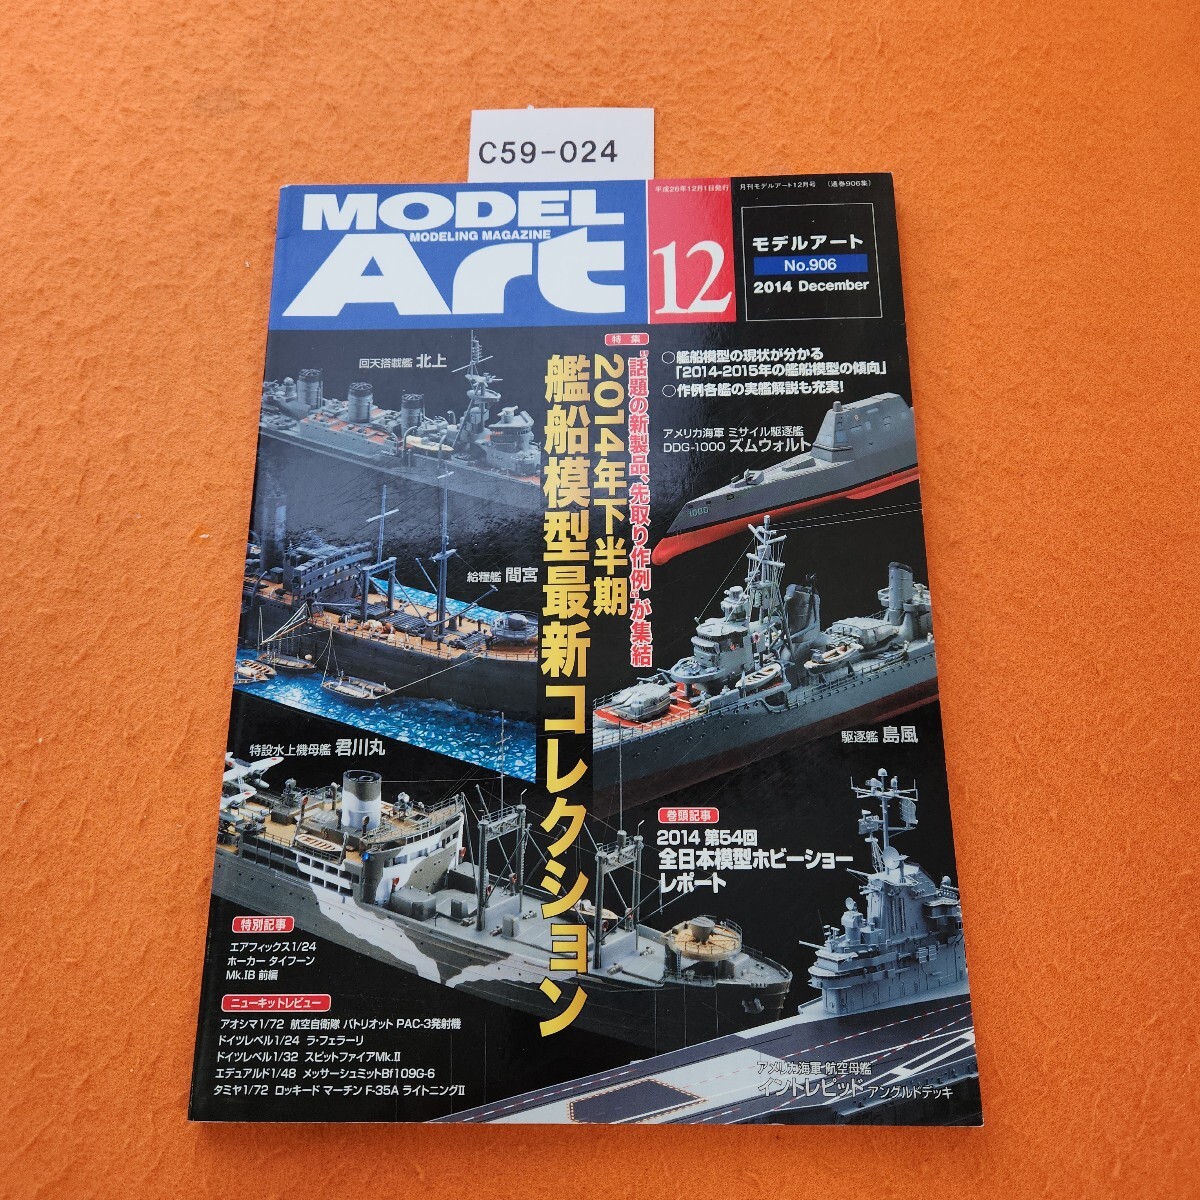 C59-024
MODEL
MODELING MAGAZINE
Art
平成26年12月1日発行
12
月刊モデルアート12月号 (通巻906集)
モデルアート
No.906
2014 December
特集
"話題の新製品、先取り作例"が集結
2014年下半期
艦船模型最新コレクション
○艦船模型の現状が分かる
「2014-2015年の艦船模型の傾向」
○作例各艦の実艦解説も充実!
回天搭載艦 北上
アメリカ海軍 ミサイル駆逐艦
DDG-1000 ズムウォルト
1000
給糧艦 間宮
特設水上機母艦 君川丸
駆逐艦 島風
巻頭記事
2014 第54回
全日本模型ホビーショー
レポート
特別記事
エアフィックス1/24
ホーカー タイフーン
Mk.IB 前編
ニューキットレビュー
アオシマ1/72 航空自衛隊 パトリオット PAC-3発射機
ドイツレベル1/24 ラ・フェラーリ
ドイツレベル1/32 スピットファイアMk.II
エデュアルド1/48 メッサーシュミットBf109G-6
タミヤ1/72 ロッキード マーチン F-35A ライトニングII
アメリカ海軍 航空母艦
イントレピッド アングルドデッキ